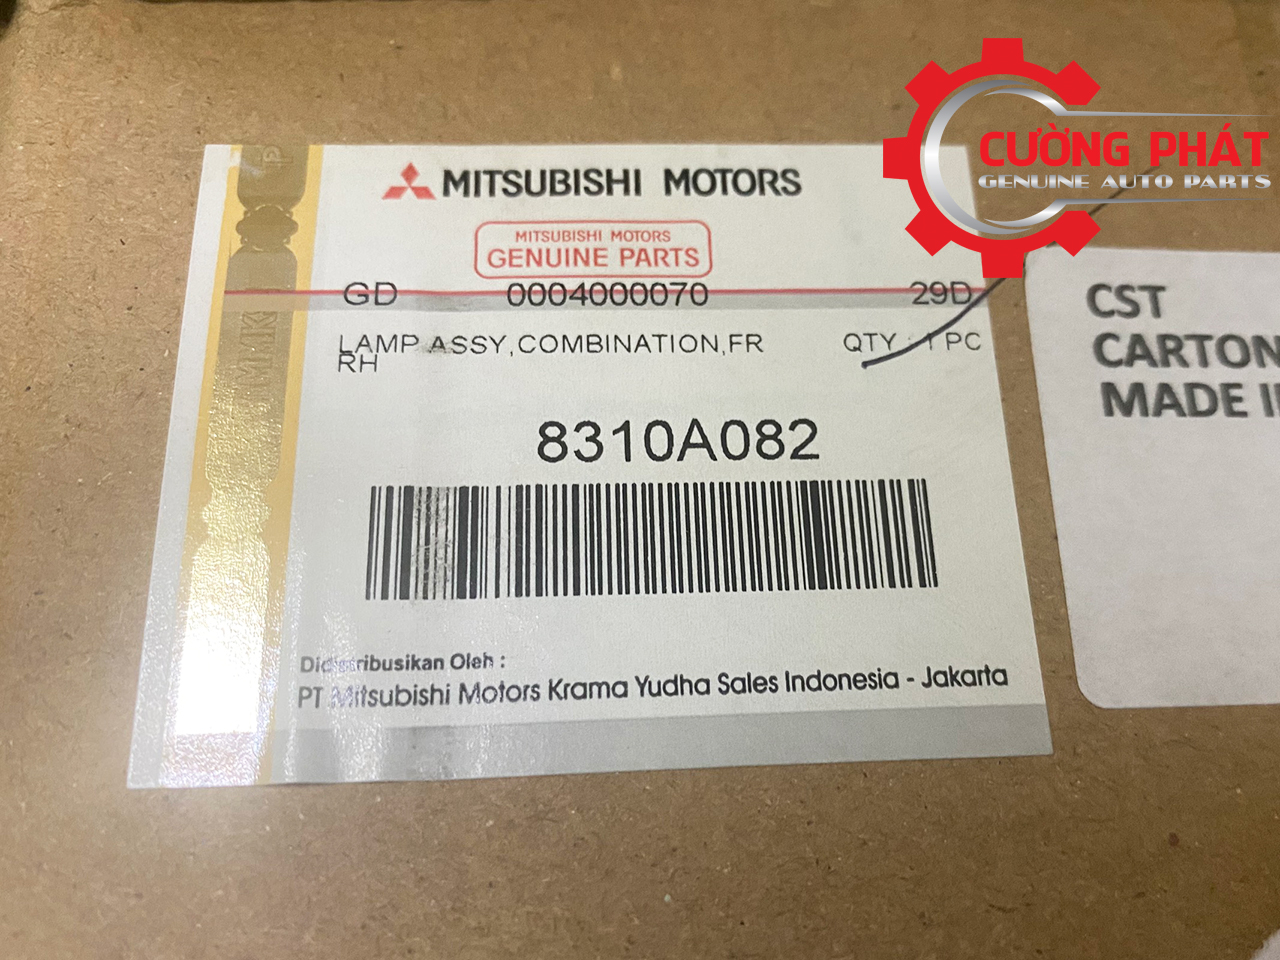 CƯỜNG PHÁT
GENUINE AUTO PARTS
MITSUBISHI MOTORS
MITSUBISHI MOTORS
GENUINE PARTS
GD 0004000070 29D
LAMP ASSY,COMBINATION,FR QTY : 1 PC
RH
8310A082
Didistribusikan Oleh :
PT Mitsubishi Motors Krama Yudha Sales Indonesia - Jakarta
CST
CARTON
MADE